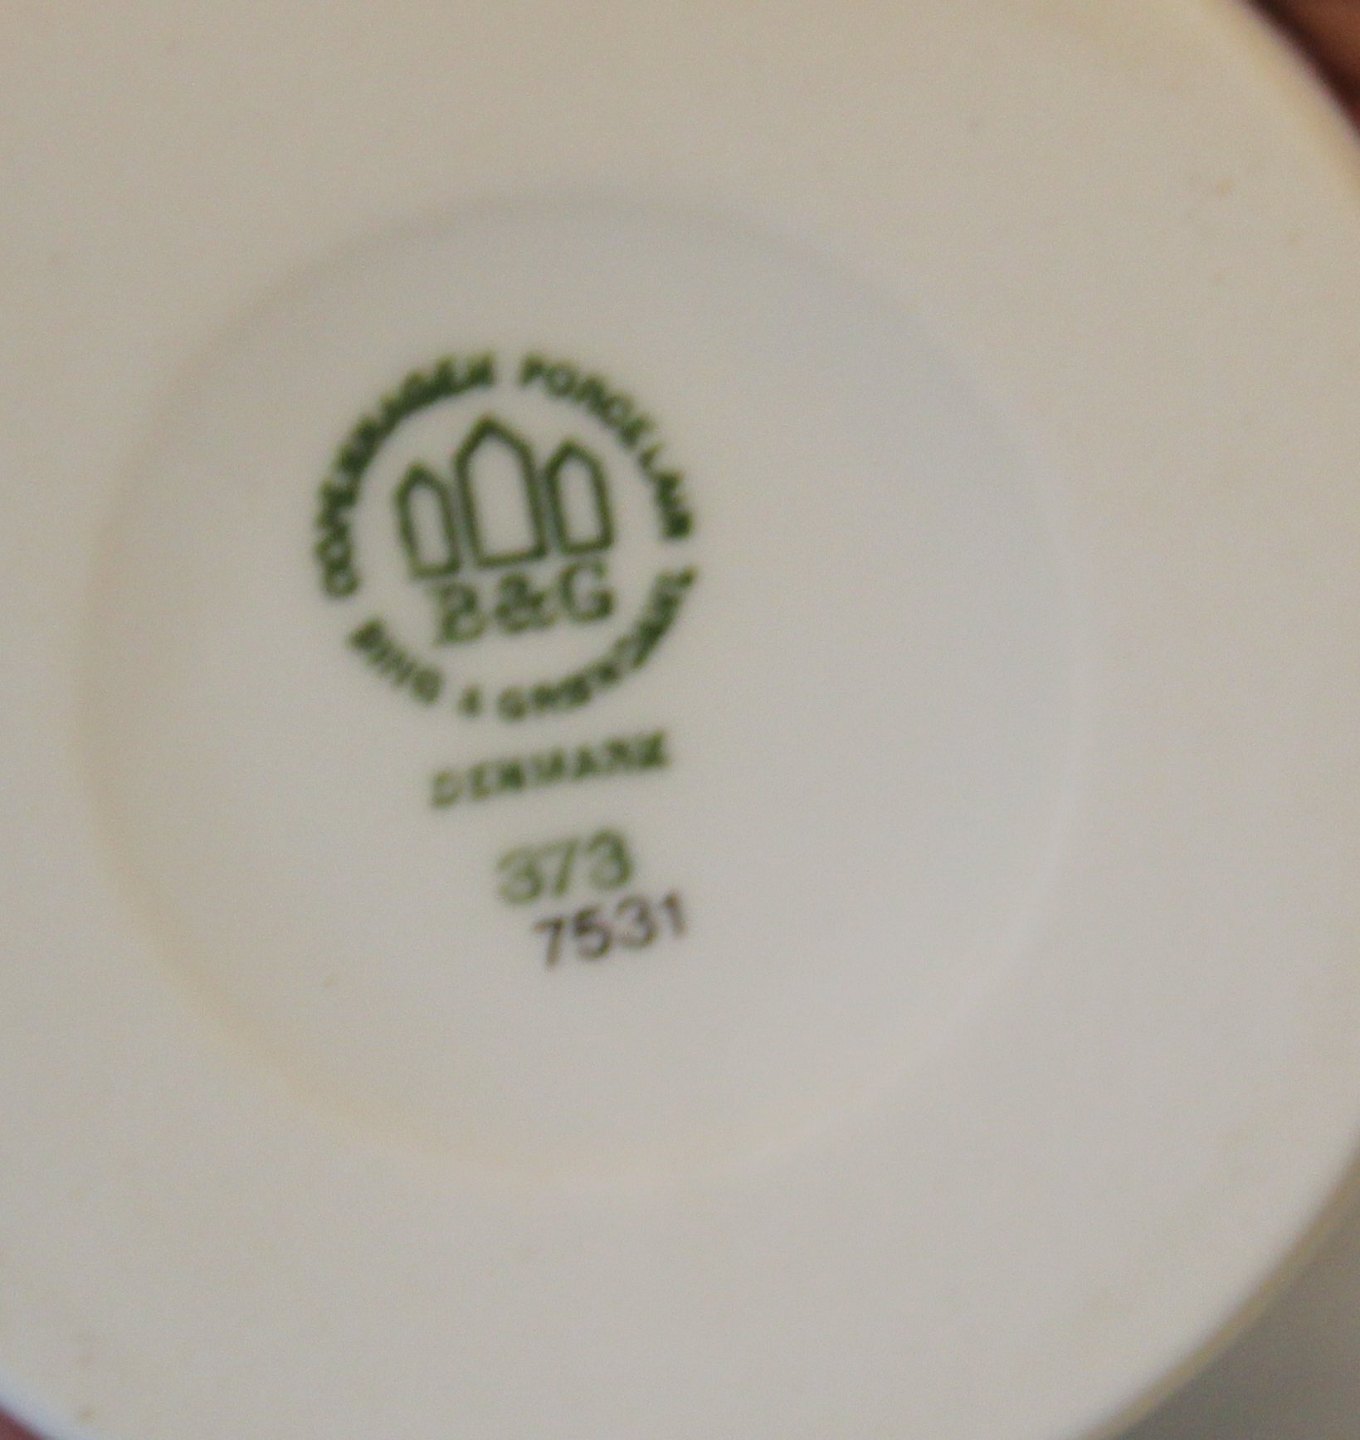 COPENHAGEN PORCELAIN
B&G
BING & GRØNDAHL
DENMARK
373
7531